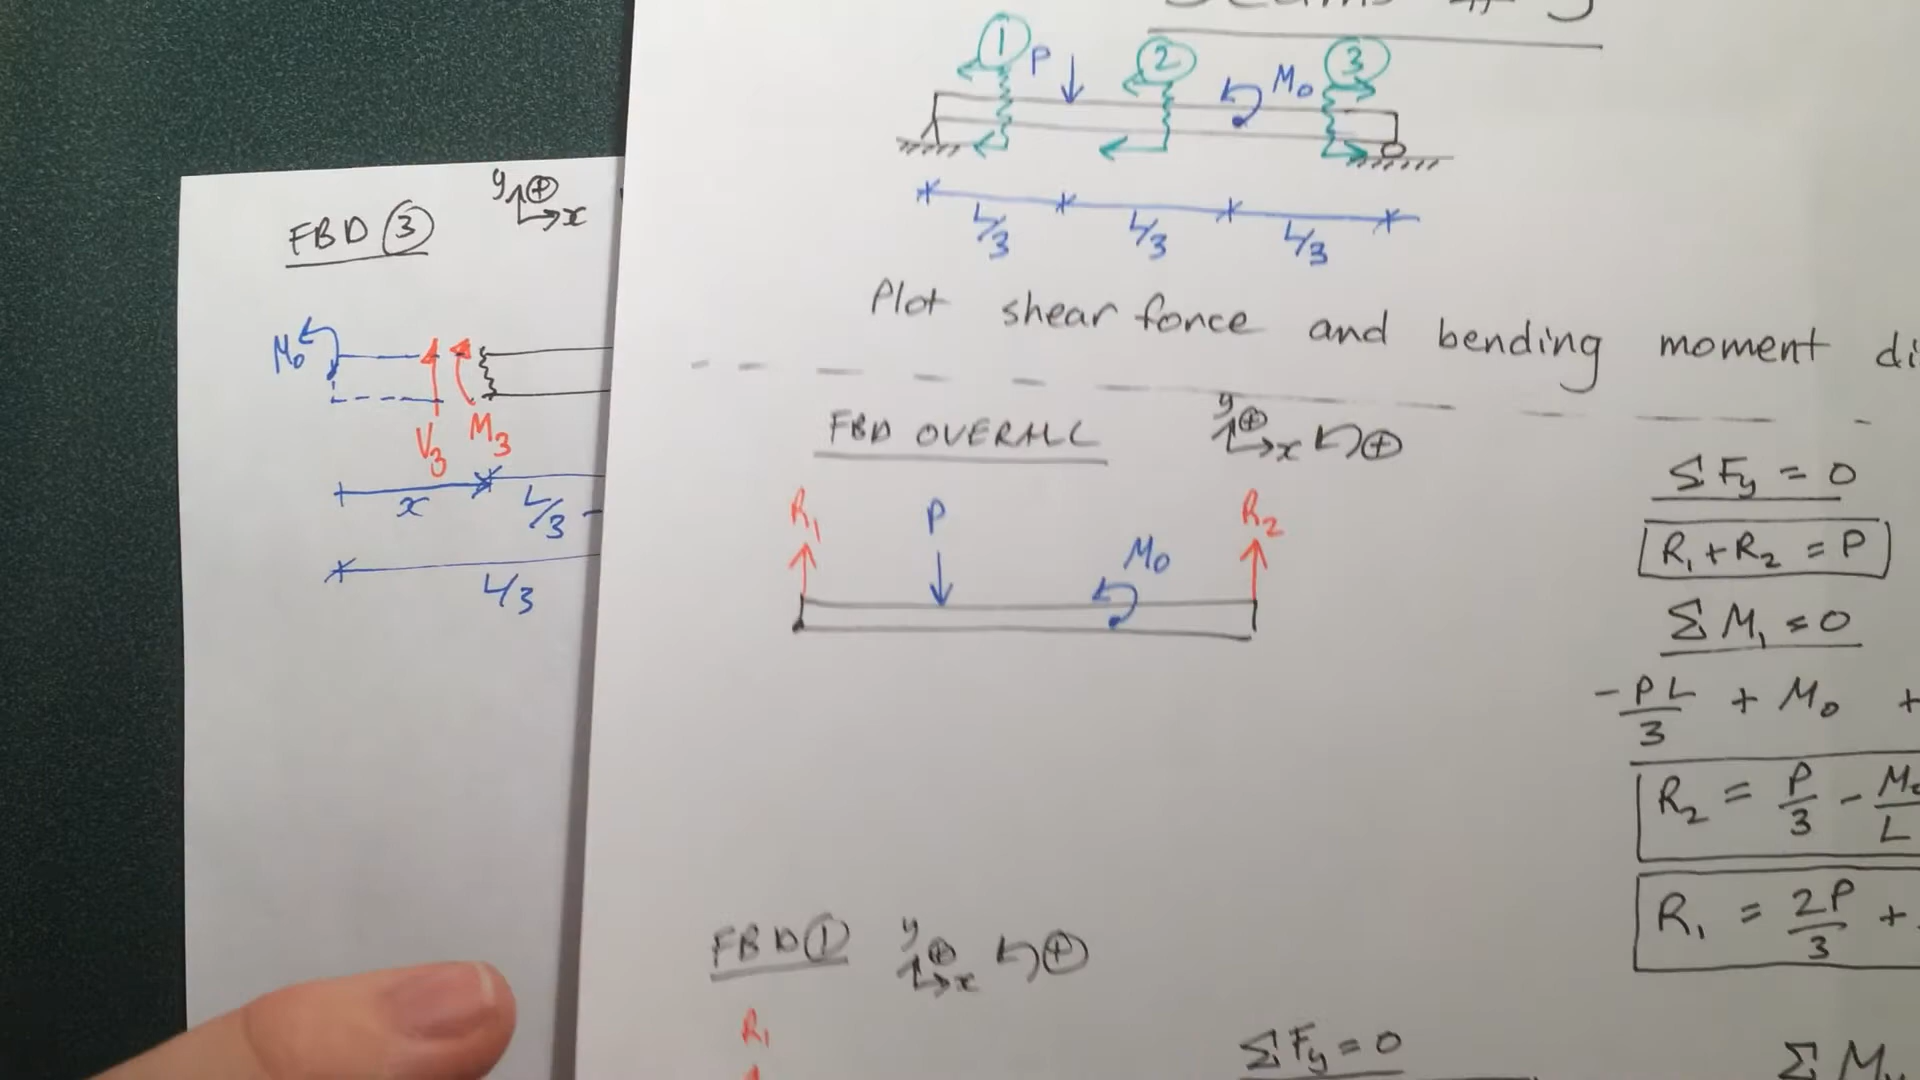 ① P ② M₀ ③
L/3 L/3 L/3
Plot shear force and bending moment di
FBD ③ y ⊕ x
M₀
V₃ M₃
x L/3
L/3
FBD OVERALL y ⊕ x ⊕
R₁ P M₀ R₂
ΣFy = 0
R₁ + R₂ = P
ΣM₁ = 0
-PL/3 + M₀ +
R₂ = P/3 - M₀/L
R₁ = 2P/3 +
FBD ① y ⊕ x ⊕
R₁
ΣFy = 0